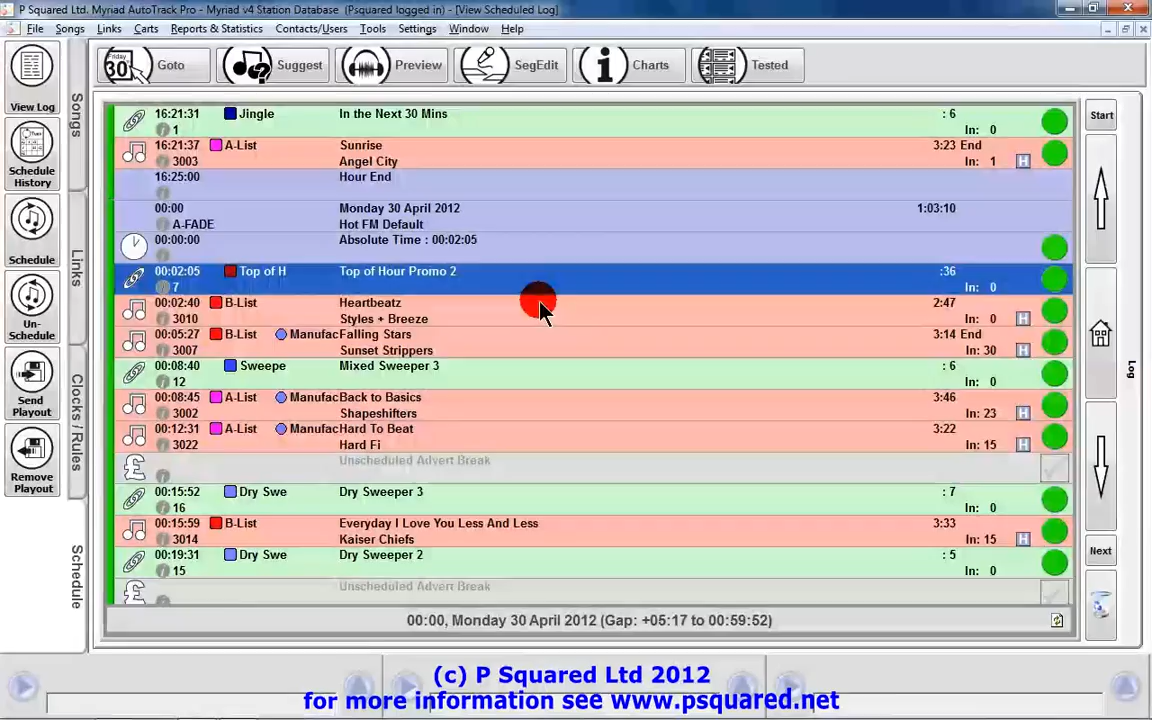 P Squared Ltd. Myriad AutoTrack Pro - Myriad v4 Station Database (Psquared logged in) - [View Scheduled Log]
File Songs Links Carts Reports & Statistics Contacts/Users Tools Settings Window Help
View Log
Schedule History
Schedule
Un-Schedule
Send Playout
Remove Playout
Songs
Links
Clocks / Rules
Schedule
Friday 30 Goto Suggest Preview SegEdit Charts Tested
16:21:31 Jingle In the Next 30 Mins : 6
1 In: 0
16:21:37 A-List Sunrise 3:23 End
3003 Angel City In: 1 H
16:25:00 Hour End
00:00 Monday 30 April 2012 1:03:10
A-FADE Hot FM Default
00:00:00 Absolute Time : 00:02:05
00:02:05 Top of H Top of Hour Promo 2 :36
7 In: 0
00:02:40 B-List Heartbeatz 2:47
3010 Styles + Breeze In: 0 H
00:05:27 B-List Manufac Falling Stars 3:14 End
3007 Sunset Strippers In: 30 H
00:08:40 Sweepe Mixed Sweeper 3 : 6
12 In: 0
00:08:45 A-List Manufac Back to Basics 3:46
3002 Shapeshifters In: 23 H
00:12:31 A-List Manufac Hard To Beat 3:22
3022 Hard Fi In: 15 H
£ Unscheduled Advert Break
00:15:52 Dry Swe Dry Sweeper 3 : 7
16 In: 0
00:15:59 B-List Everyday I Love You Less And Less 3:33
3014 Kaiser Chiefs In: 15 H
00:19:31 Dry Swe Dry Sweeper 2 : 5
15 In: 0
£ Unscheduled Advert Break
00:00, Monday 30 April 2012 (Gap: +05:17 to 00:59:52)
Start
Next
Log
(c) P Squared Ltd 2012
for more information see www.psquared.net